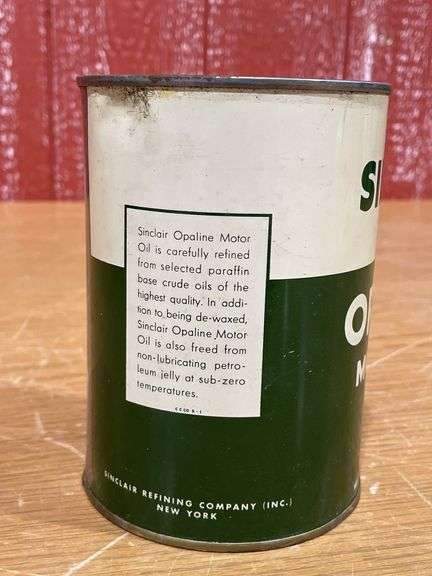 SI
Sinclair Opaline Motor
Oil is carefully refined
from selected paraffin
base crude oils of the
highest quality. In addi-
tion to being de-waxed,
Sinclair Opaline Motor
Oil is also freed from
non-lubricating petro-
leum jelly at sub-zero
temperatures.
SINCLAIR REFINING COMPANY (INC.)
NEW YORK